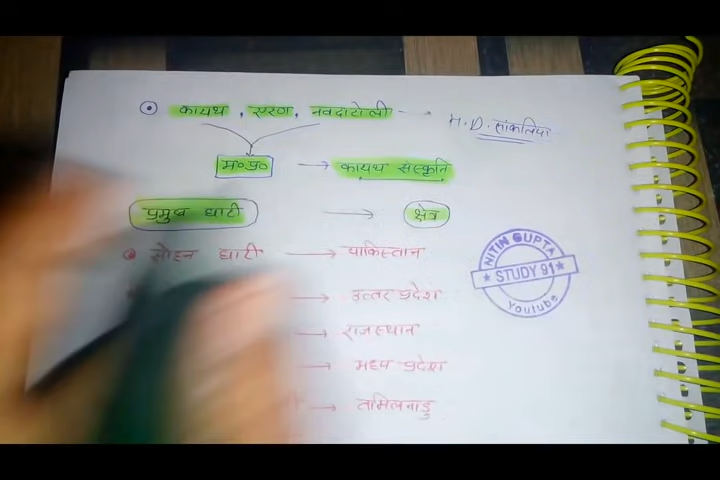 कायथ, एरण, नवदाटोली → H.D. सांकलिया
म०प्र० → कायथ संस्कृति
प्रमुख घाटी → क्षेत्र
सोहन घाटी → पाकिस्तान
उत्तर प्रदेश
राजस्थान
→ मध्य प्रदेश
→ तामिलनाडु
NITIN GUPTA
★ STUDY 91 ★
Youtube